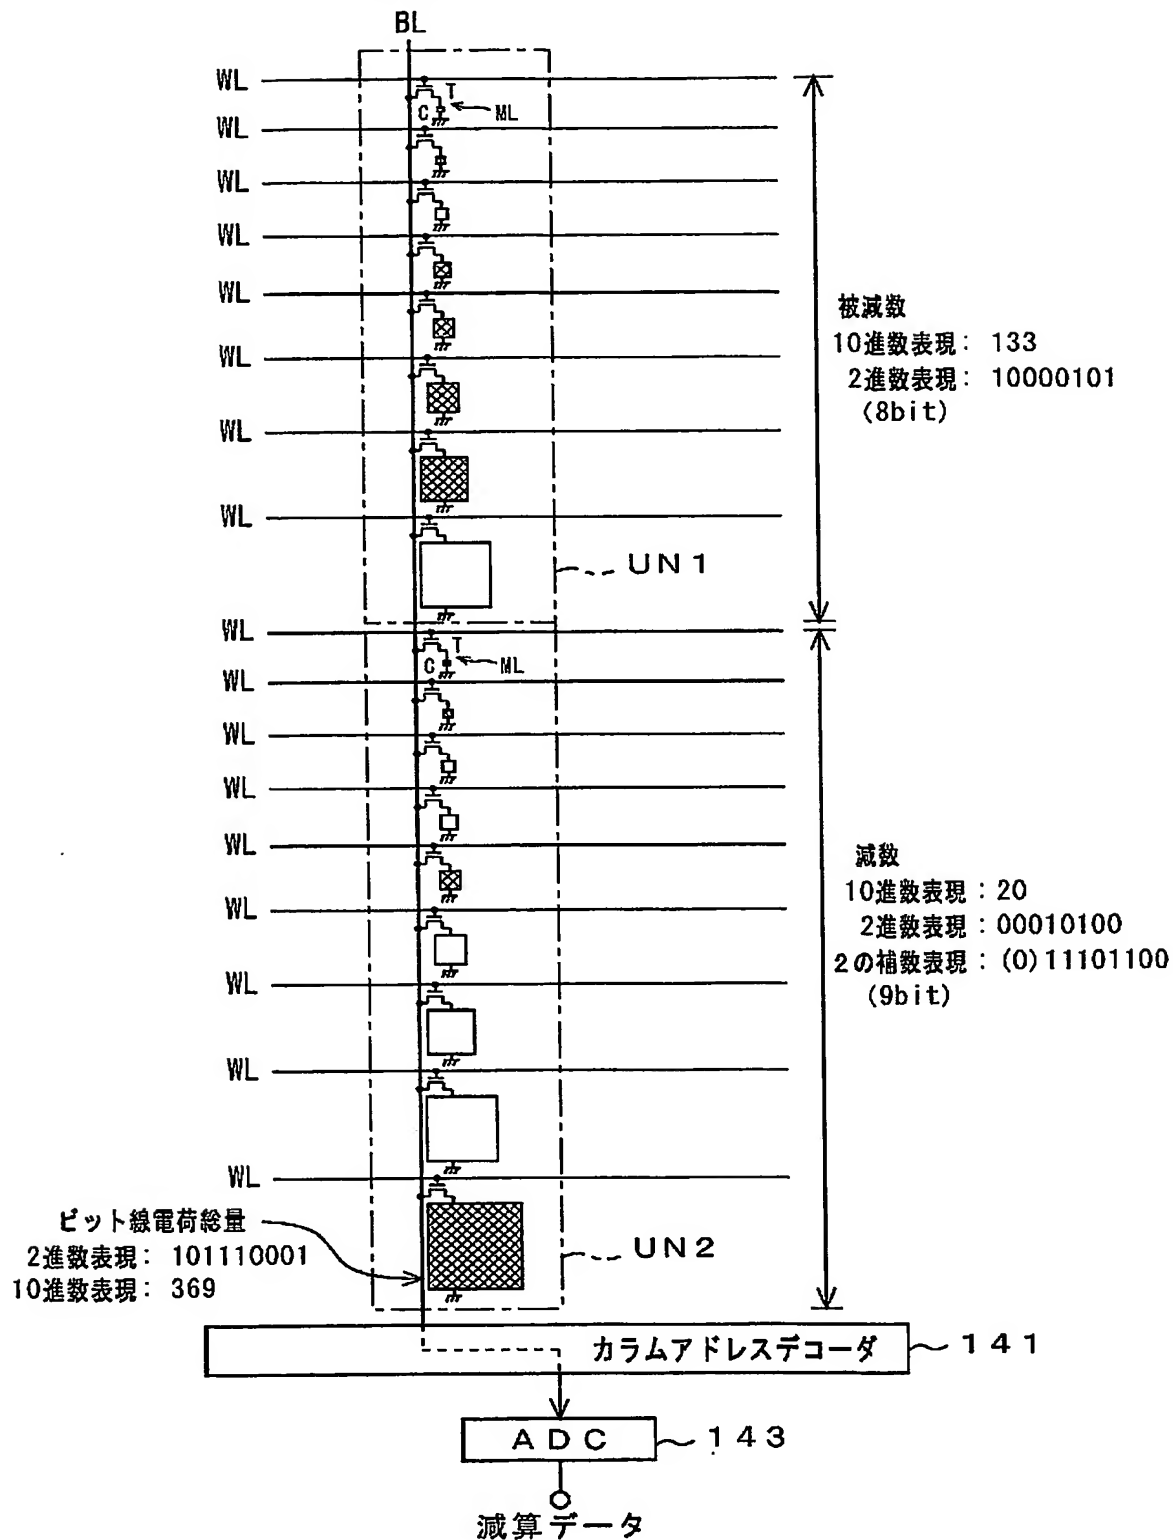 BL
WL
T
C
ML
WL
WL
WL
WL
被減数
10進数表現: 133
WL
2進数表現: 10000101
(8bit)
WL
WL
UN1
WL
T
C
ML
WL
WL
WL
WL
減数
10進数表現:20
WL
2進数表現:00010100
2の補数表現:(0)11101100
WL
(9bit)
WL
WL
ビット線電荷総量
2進数表現: 101110001
UN2
10進数表現: 369
カラムアドレスデコーダ
141
ADC
143
減算データ